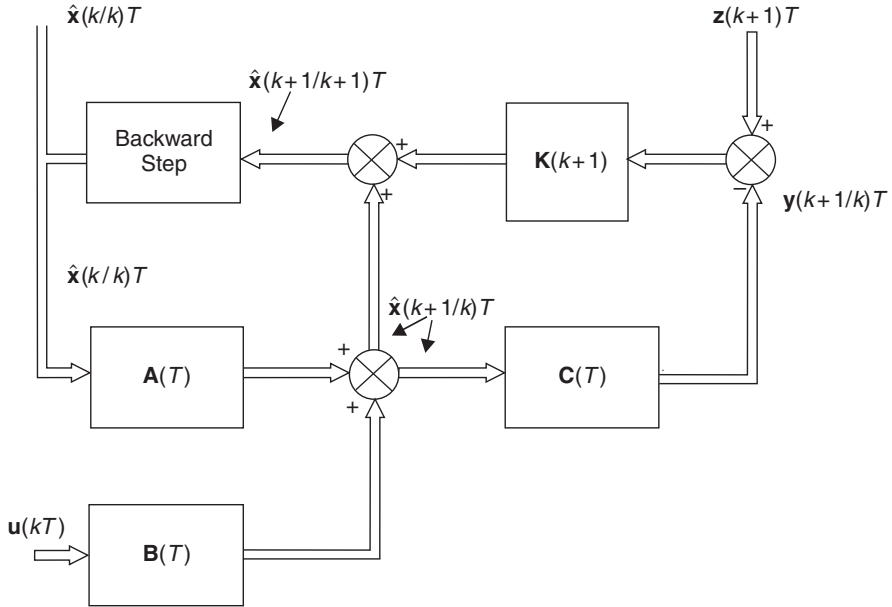 x̂(k/k)T
z(k+1)T
x̂(k+1/k+1)T
+
+
Backward
Step
K(k+1)
+
−
y(k+1/k)T
x̂(k/k)T
x̂(k+1/k)T
+
A(T)
C(T)
+
u(kT)
B(T)